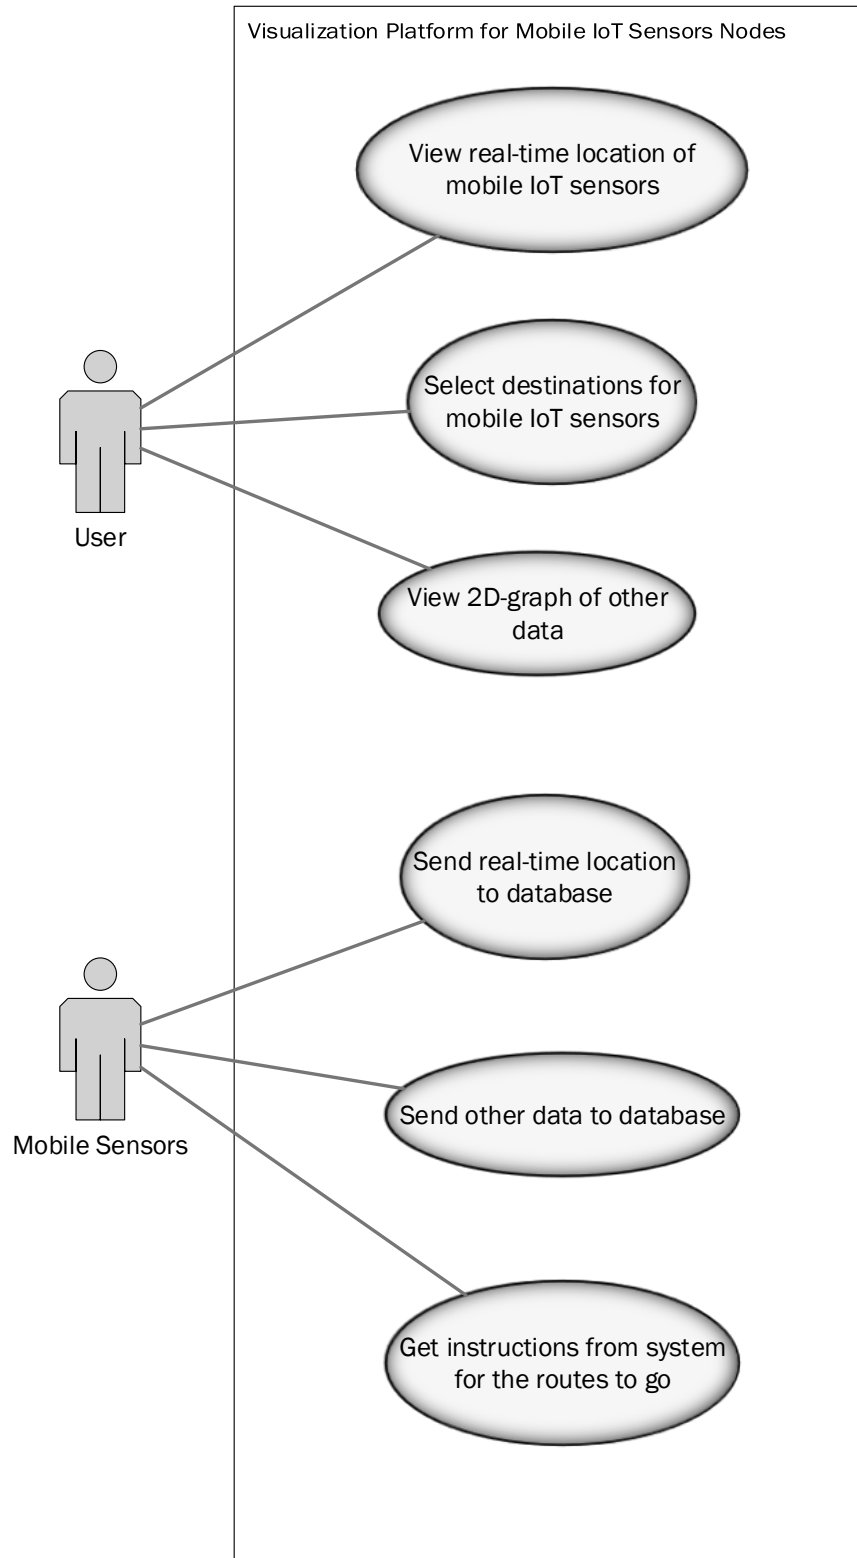 Visualization Platform for Mobile IoT Sensors Nodes
View real-time location of
mobile IoT sensors
Select destinations for
mobile IoT sensors
User
View 2D-graph of other
data
Send real-time location
to database
Mobile Sensors
Send other data to database
Get instructions from system
for the routes to go